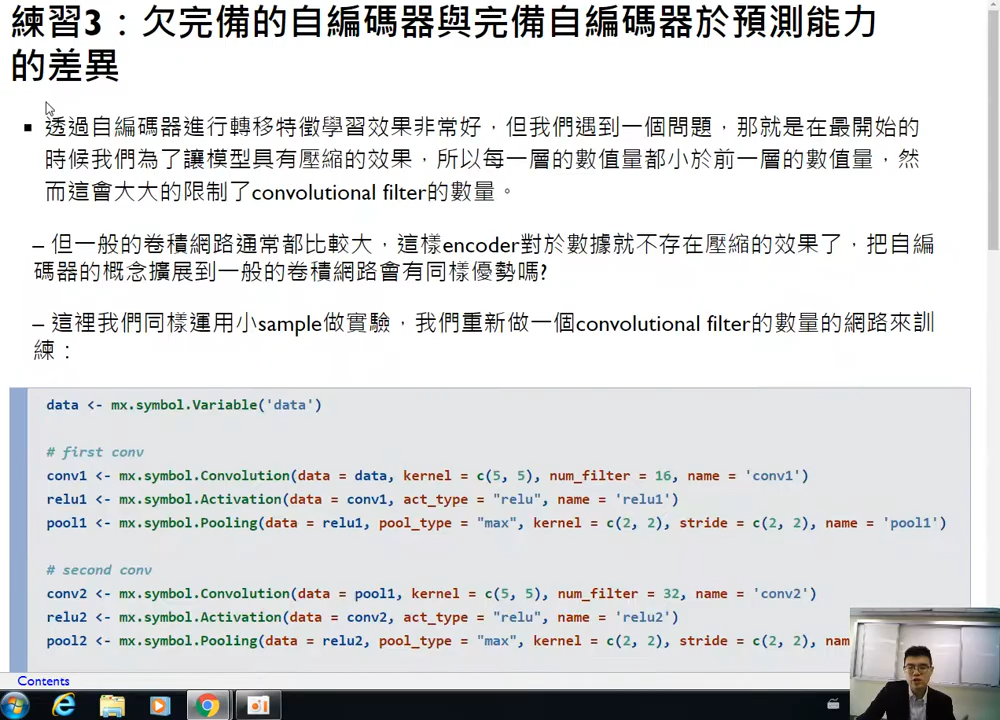 練習3：欠完備的自編碼器與完備自編碼器於預測能力
的差異
▪ 透過自編碼器進行轉移特徵學習效果非常好，但我們遇到一個問題，那就是在最開始的
時候我們為了讓模型具有壓縮的效果，所以每一層的數值量都小於前一層的數值量，然
而這會大大的限制了convolutional filter的數量。
– 但一般的卷積網路通常都比較大，這樣encoder對於數據就不存在壓縮的效果了，把自編
碼器的概念擴展到一般的卷積網路會有同樣優勢嗎?
– 這裡我們同樣運用小sample做實驗，我們重新做一個convolutional filter的數量的網路來訓
練：
data <- mx.symbol.Variable('data')
# first conv
conv1 <- mx.symbol.Convolution(data = data, kernel = c(5, 5), num_filter = 16, name = 'conv1')
relu1 <- mx.symbol.Activation(data = conv1, act_type = "relu", name = 'relu1')
pool1 <- mx.symbol.Pooling(data = relu1, pool_type = "max", kernel = c(2, 2), stride = c(2, 2), name = 'pool1')
# second conv
conv2 <- mx.symbol.Convolution(data = pool1, kernel = c(5, 5), num_filter = 32, name = 'conv2')
relu2 <- mx.symbol.Activation(data = conv2, act_type = "relu", name = 'relu2')
pool2 <- mx.symbol.Pooling(data = relu2, pool_type = "max", kernel = c(2, 2), stride = c(2, 2), nam
Contents